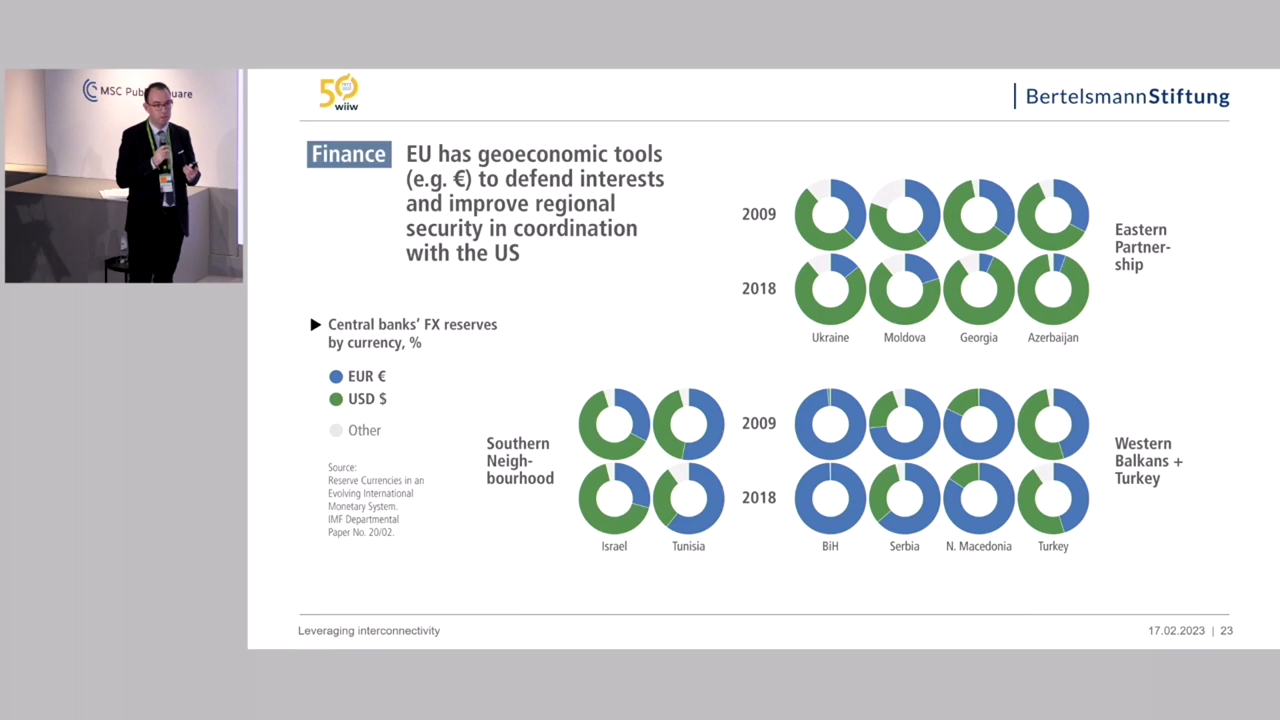 MSC Pub uare
50
wiiw
BertelsmannStiftung
Finance
EU has geoeconomic tools
(e.g. €) to defend interests
and improve regional
security in coordination
with the US
Central banks’ FX reserves
by currency, %
EUR €
USD $
Other
Source:
Reserve Currencies in an
Evolving International
Monetary System.
IMF Departmental
Paper No. 20/02.
2009
2018
Ukraine Moldova Georgia Azerbaijan
Eastern
Partner-
ship
Southern
Neigh-
bourhood
2009
2018
Israel Tunisia BiH Serbia N. Macedonia Turkey
Western
Balkans +
Turkey
Leveraging interconnectivity
17.02.2023 | 23